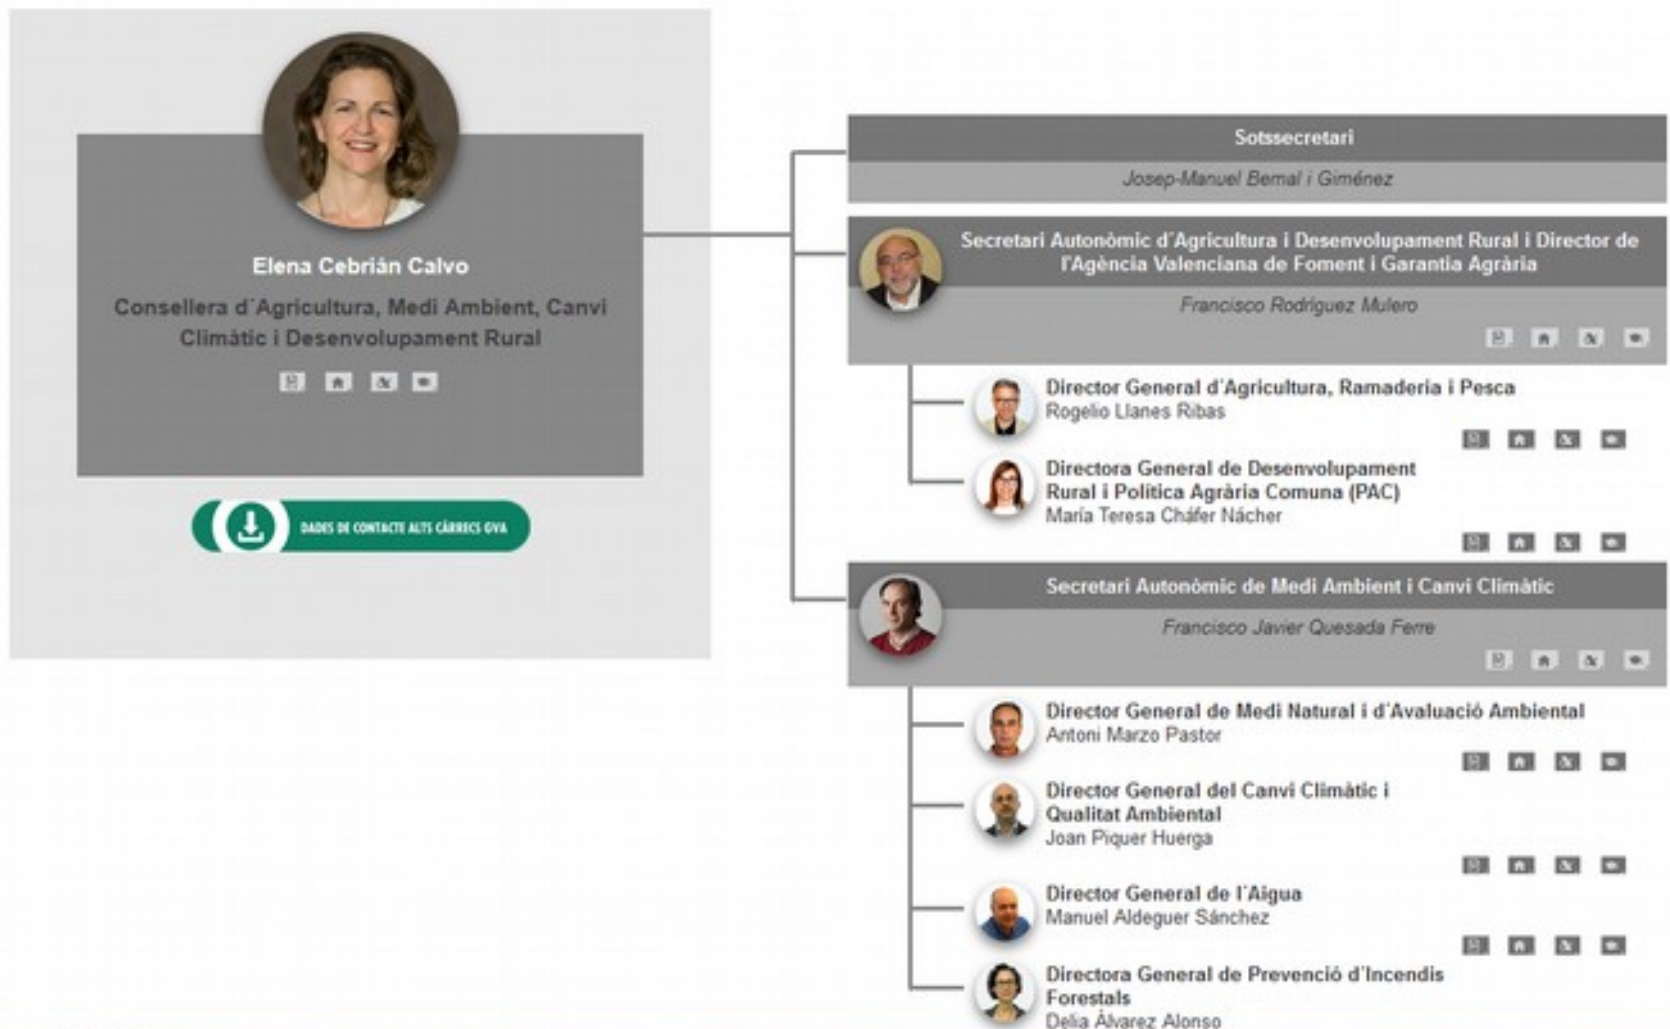 Elena Cebrián Calvo
Consellera d´Agricultura, Medi Ambient, Canvi
Climàtic i Desenvolupament Rural
DADES DE CONTACTE ALTS CÀRRECS GVA
Sotssecretari
Josep-Manuel Bernal i Giménez
Secretari Autonòmic d´Agricultura i Desenvolupament Rural i Director de
l'Agència Valenciana de Foment i Garantia Agrària
Francisco Rodríguez Mulero
Director General d´Agricultura, Ramaderia i Pesca
Rogelio Llanes Ribas
Directora General de Desenvolupament
Rural i Política Agrària Comuna (PAC)
María Teresa Cháfer Nácher
Secretari Autonòmic de Medi Ambient i Canvi Climàtic
Francisco Javier Quesada Ferre
Director General de Medi Natural i d´Avaluació Ambiental
Antoni Marzo Pastor
Director General del Canvi Climàtic i
Qualitat Ambiental
Joan Piquer Huerga
Director General de l´Aigua
Manuel Aldeguer Sánchez
Directora General de Prevenció d´Incendis
Forestals
Delia Álvarez Alonso